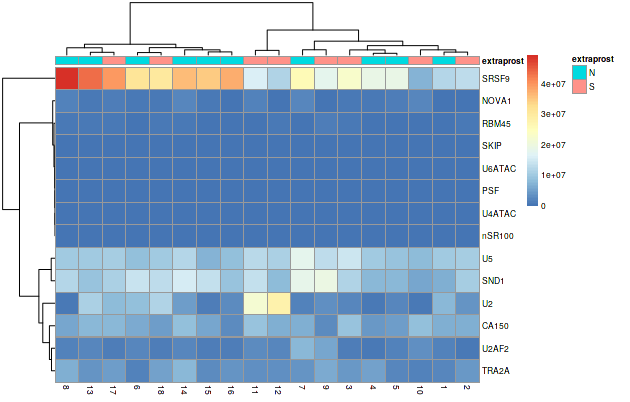 extraprost
extraprost
N
S
SRSF9
NOVA1
RBM45
SKIP
U6ATAC
PSF
U4ATAC
nSR100
U5
SND1
U2
CA150
U2AF2
TRA2A
4e+07
3e+07
2e+07
1e+07
0
8 13 17 6 18 14 15 16 11 12 7 9 3 4 5 10 1 2